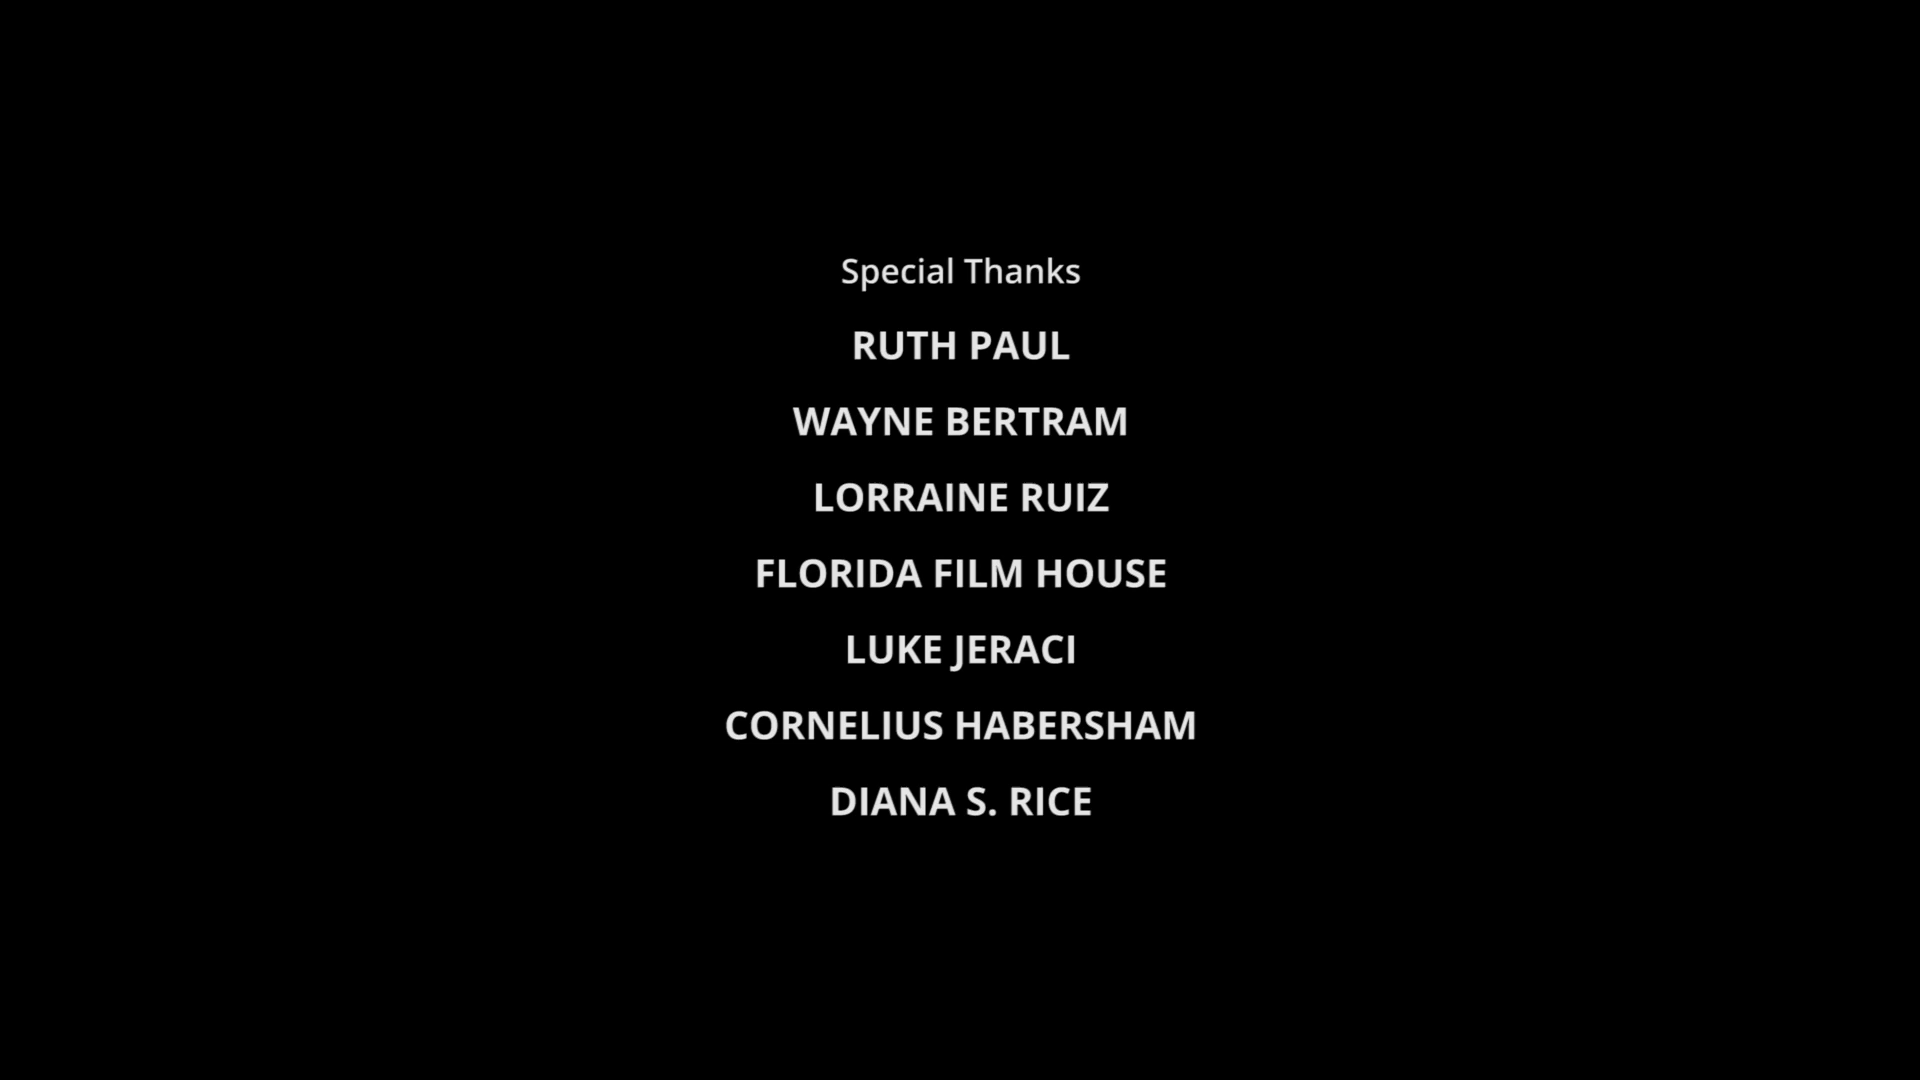 Special Thanks
RUTH PAUL
WAYNE BERTRAM
LORRAINE RUIZ
FLORIDA FILM HOUSE
LUKE JERACI
CORNELIUS HABERSHAM
DIANA S. RICE